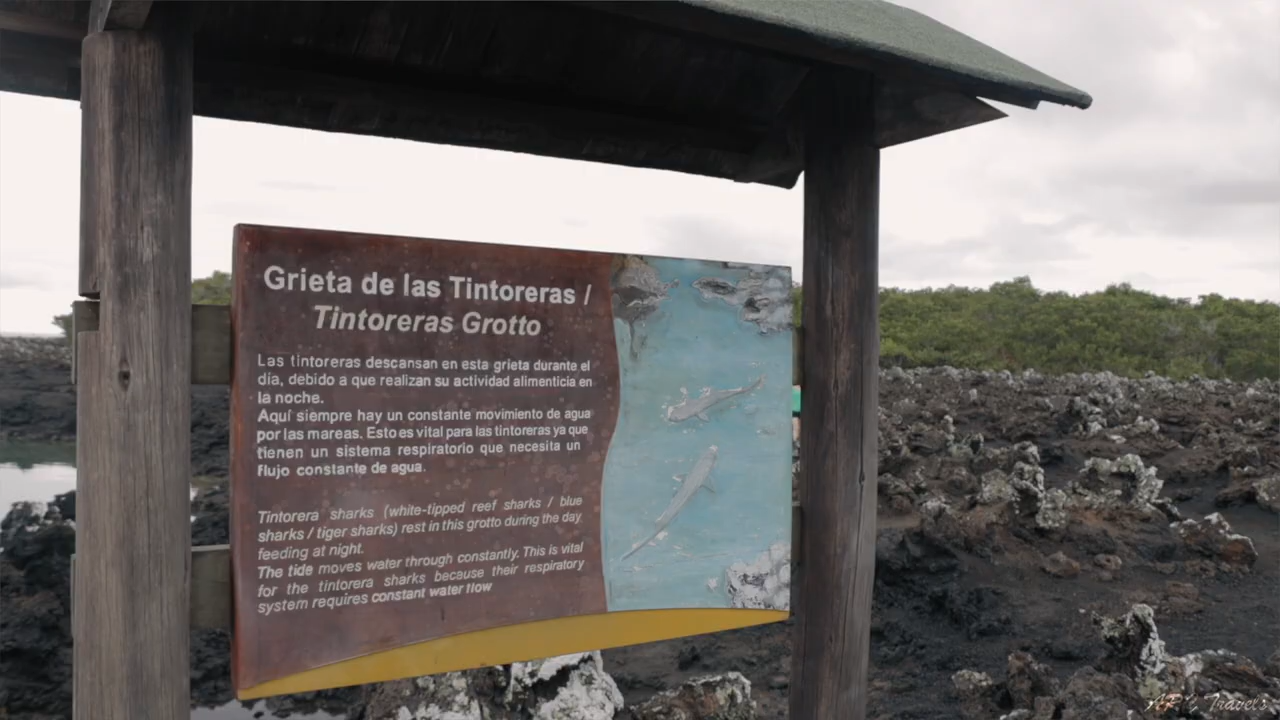 Grieta de las Tintoreras /
Tintoreras Grotto
Las tintoreras descansan en esta grieta durante el
día, debido a que realizan su actividad alimenticia en
la noche.
Aquí siempre hay un constante movimiento de agua
por las mareas. Esto es vital para las tintoreras ya que
tienen un sistema respiratorio que necesita un
flujo constante de agua.
Tintorera sharks (white-tipped reef sharks / blue
sharks / tiger sharks) rest in this grotto during the day
feeding at night.
The tide moves water through constantly. This is vital
for the tintorera sharks because their respiratory
system requires constant water flow
Travels